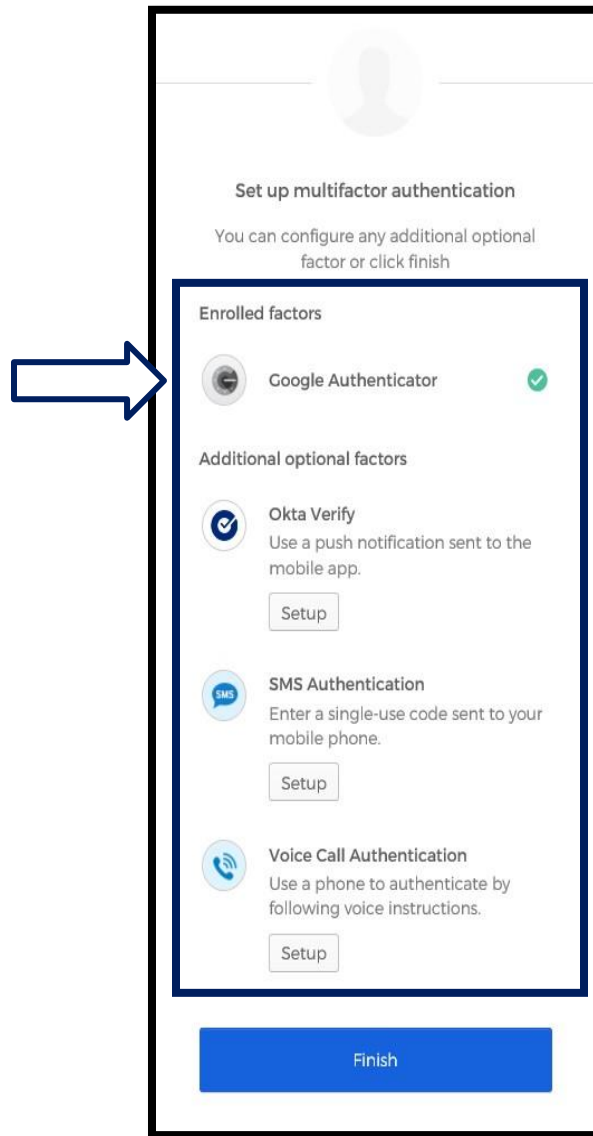 Set up multifactor authentication
You can configure any additional optional
factor or click finish
Enrolled factors
Google Authenticator
Additional optional factors
Okta Verify
Use a push notification sent to the
mobile app.
Setup
SMS
SMS Authentication
Enter a single-use code sent to your
mobile phone.
Setup
Voice Call Authentication
Use a phone to authenticate by
following voice instructions.
Setup
Finish